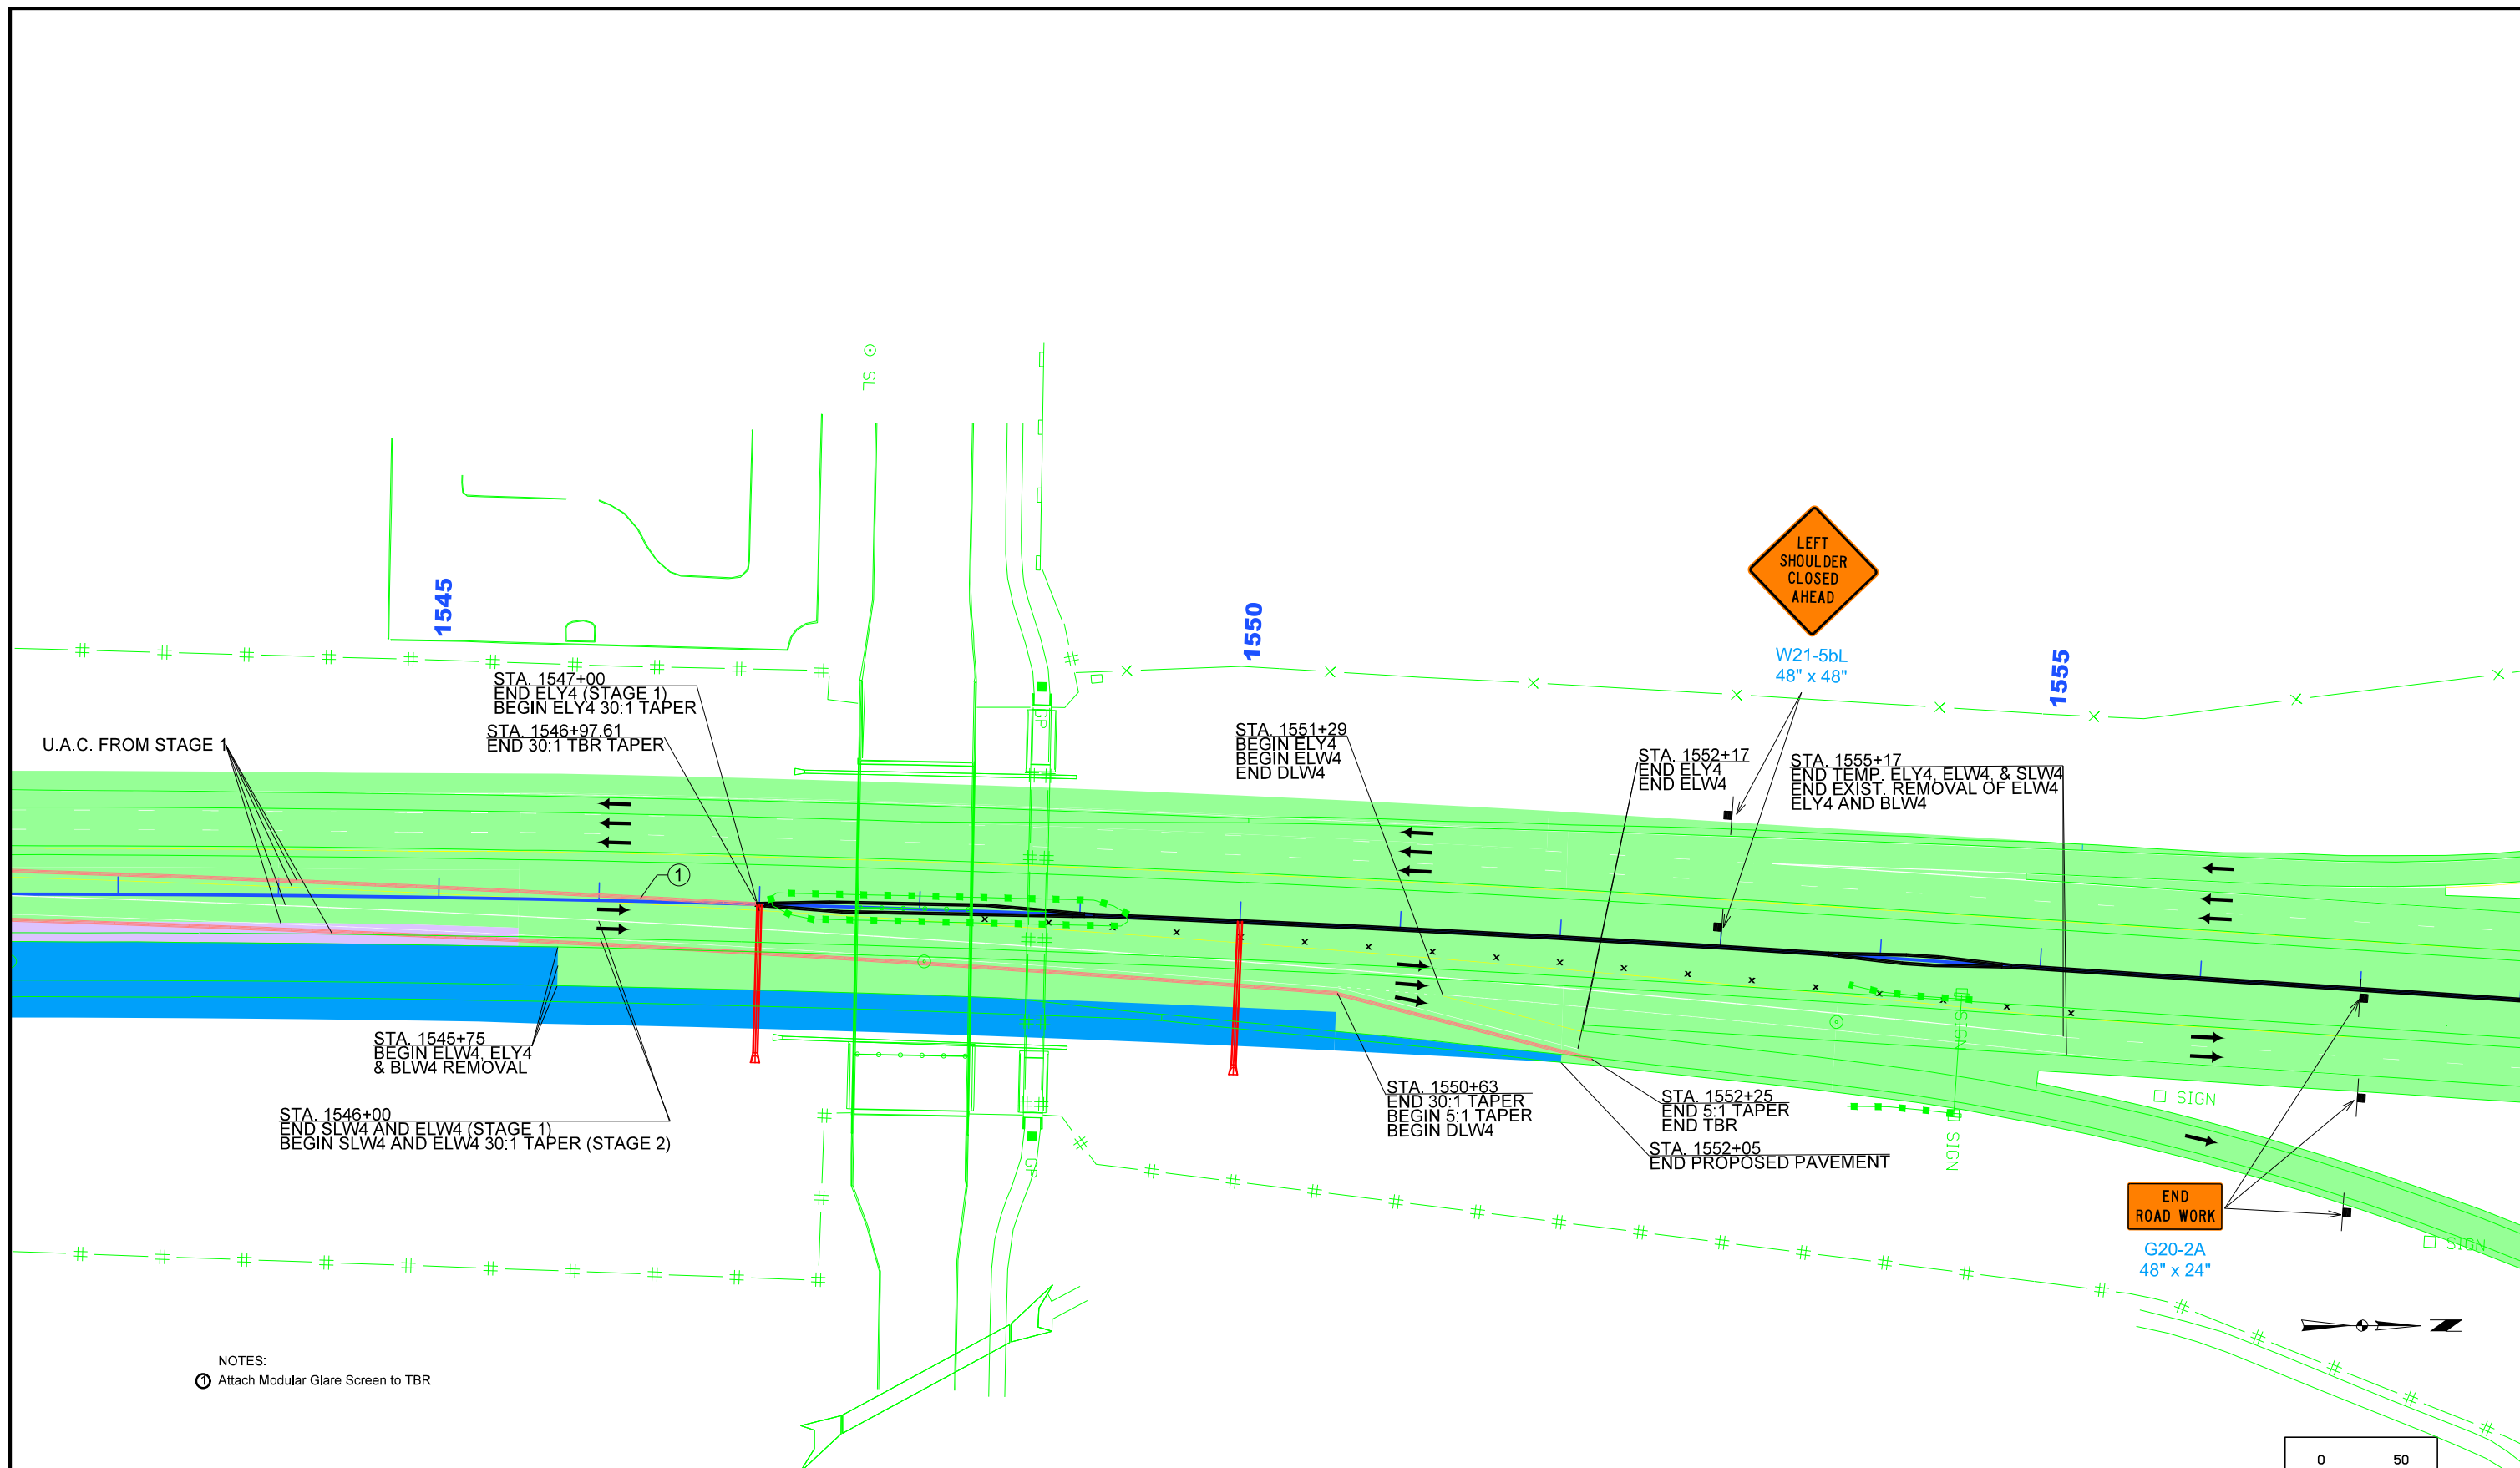 SL
1545
1550
1555
LEFT
SHOULDER
CLOSED
AHEAD
W21-5bL
48" x 48"
STA. 1547+00
END ELY4 (STAGE 1)
BEGIN ELY4 30:1 TAPER
STA. 1546+97.61
END 30:1 TBR TAPER
U.A.C. FROM STAGE 1
GP
STA. 1551+29
BEGIN ELY4
BEGIN ELW4
END DLW4
STA. 1552+17
END ELY4
END ELW4
STA. 1555+17
END TEMP. ELY4, ELW4, & SLW4
END EXIST. REMOVAL OF ELW4
ELY4 AND BLW4
1
SIGN
STA. 1545+75
BEGIN ELW4, ELY4
& BLW4 REMOVAL
STA. 1546+00
END SLW4 AND ELW4 (STAGE 1)
BEGIN SLW4 AND ELW4 30:1 TAPER (STAGE 2)
STA. 1550+63
END 30:1 TAPER
BEGIN 5:1 TAPER
BEGIN DLW4
STA. 1552+25
END 5:1 TAPER
END TBR
STA. 1552+05
END PROPOSED PAVEMENT
GP
SIGN
SIGN
SIGN
END
ROAD WORK
G20-2A
48" x 24"
N
NOTES:
1 Attach Modular Glare Screen to TBR
0 50